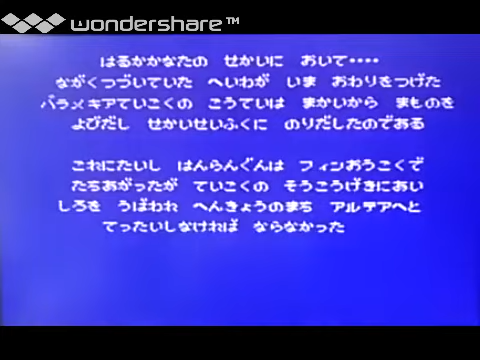 wondershare™
はるかかなたの せかいに おいて････
ながくつづいていた へいわが いま おわりをつげた
パラメキアていこくの こうていは まかいから まものを
よびだし せかいせいふくに のりだしたのである
これにたいし はんらんぐんは フィンおうこくで
たちあがったが ていこくの そうこうげきにあい
しろを うばわれ へんきょうのまち アルテアへと
てったいしなければ ならなかった